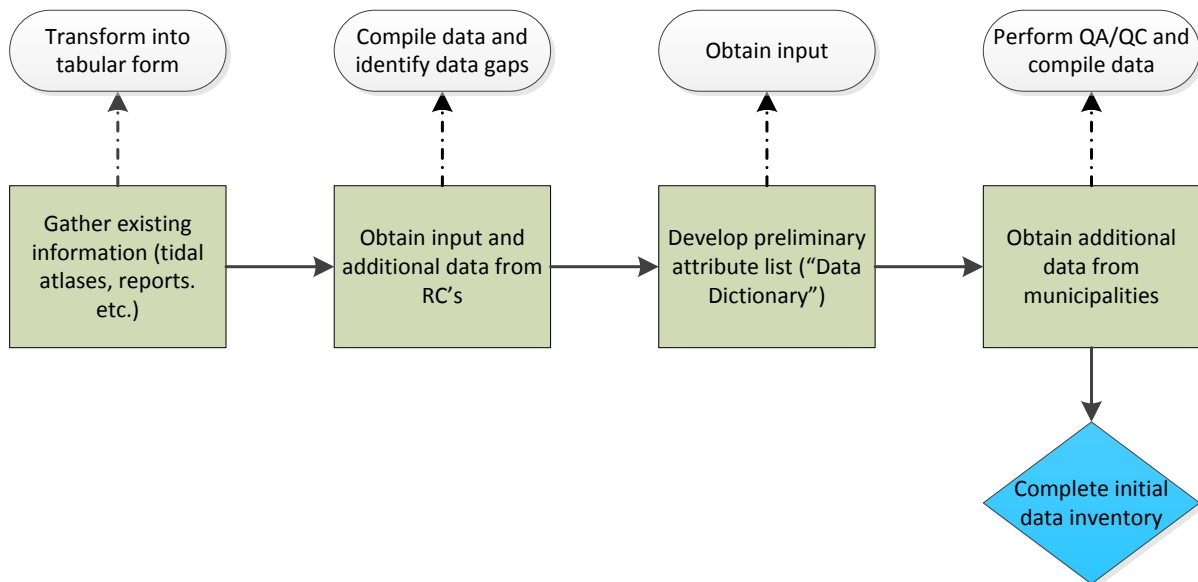 Transform into
tabular form
Compile data and
identify data gaps
Obtain input
Perform QA/QC and
compile data
Gather existing
information (tidal
atlases, reports. etc.)
Obtain input and
additional data from
RC’s
Develop preliminary
attribute list (“Data
Dictionary”)
Obtain additional
data from
municipalities
Complete initial
data inventory